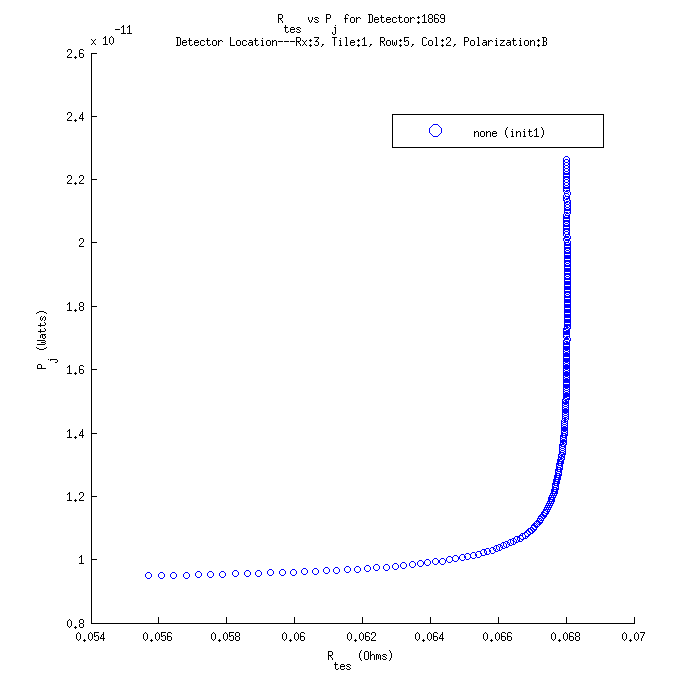 R_tes vs P_j for Detector:1869
Detector Location---Rx:3, Tile:1, Row:5, Col:2, Polarization:B
x 10^-11
2.6
2.4
none (init1)
2.2
2
1.8
P_j (Watts)
1.6
1.4
1.2
1
0.8
0.054 0.056 0.058 0.06 0.062 0.064 0.066 0.068 0.07
R_tes (Ohms)